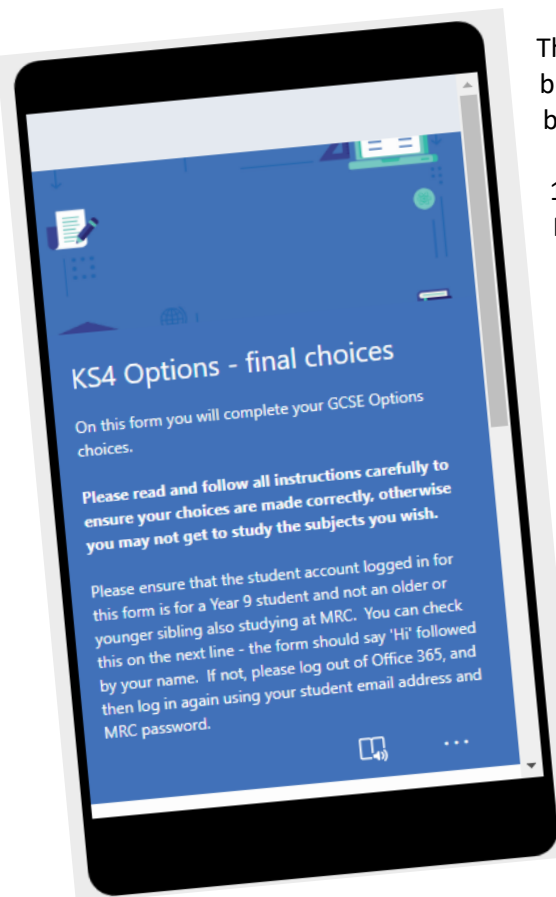 KS4 Options - final choices
On this form you will complete your GCSE Options
choices.
Please read and follow all instructions carefully to
ensure your choices are made correctly, otherwise
you may not get to study the subjects you wish.
Please ensure that the student account logged in for
this form is for a Year 9 student and not an older or
younger sibling also studying at MRC. You can check
this on the next line - the form should say 'Hi' followed
by your name. If not, please log out of Office 365, and
then log in again using your student email address and
MRC password.